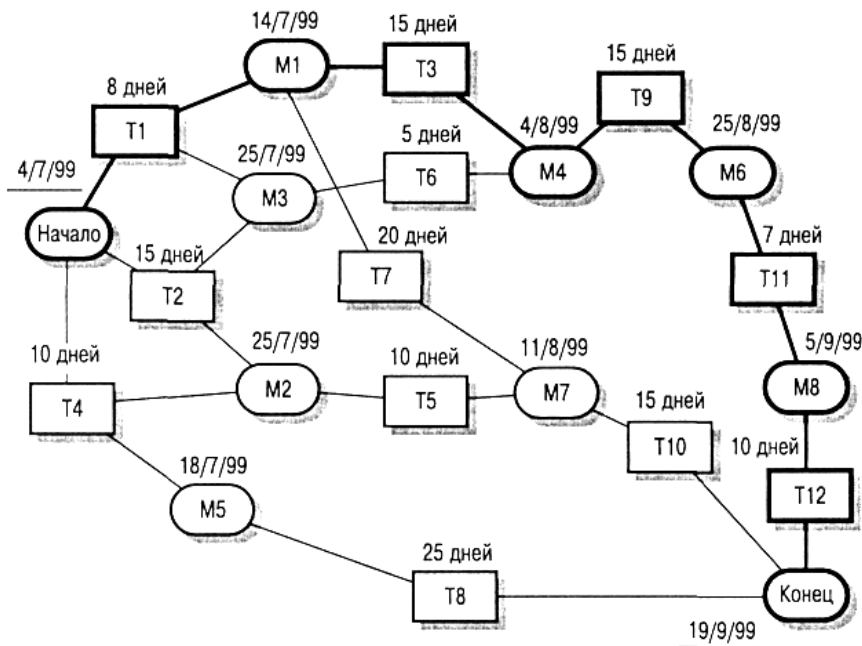 14/7/99
15 дней
M1
T3
15 дней
8 дней
T9
T1
5 дней
4/8/99
25/8/99
25/7/99
4/7/99
M3
T6
M4
M6
Начало
15 дней
20 дней
7 дней
T2
T7
T11
10 дней
25/7/99
10 дней
11/8/99
5/9/99
M2
T5
M7
M8
T4
15 дней
18/7/99
T10
10 дней
M5
T12
25 дней
T8
Конец
19/9/99